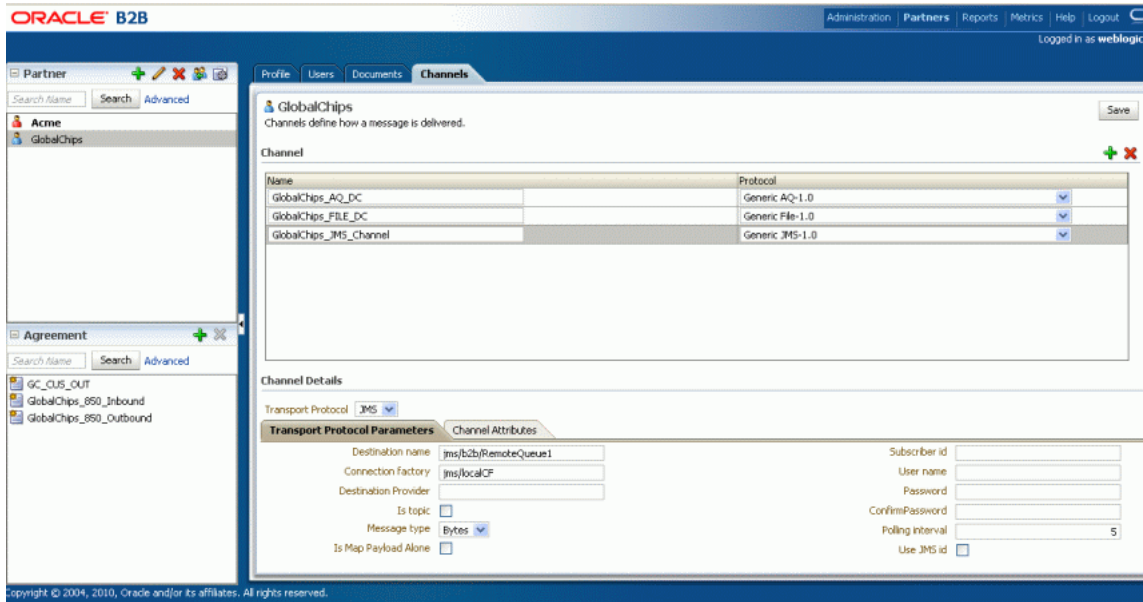 ORACLE B2B
Administration Partners Reports Metrics Help Logout
Logged in as weblogic
Partner
Search Name Search Advanced
Acme
GlobalChips
Agreement
Search Name Search Advanced
GC_CUS_OUT
GlobalChips_850_Inbound
GlobalChips_850_Outbound
Profile Users Documents Channels
GlobalChips
Save
Channels define how a message is delivered.
Channel
Name Protocol
GlobalChips_AQ_DC Generic AQ-1.0
GlobalChips_FILE_DC Generic File-1.0
GlobalChips_JMS_Channel Generic JMS-1.0
Channel Details
Transport Protocol JMS
Transport Protocol Parameters Channel Attributes
Destination name jms/b2b/RemoteQueue1
Connection factory jms/localCF
Destination Provider
Is topic
Message type Bytes
Is Map Payload Alone
Subscriber id
User name
Password
ConfirmPassword
Polling interval 5
Use JMS id
Copyright © 2004, 2010, Oracle and/or its affiliates. All rights reserved.